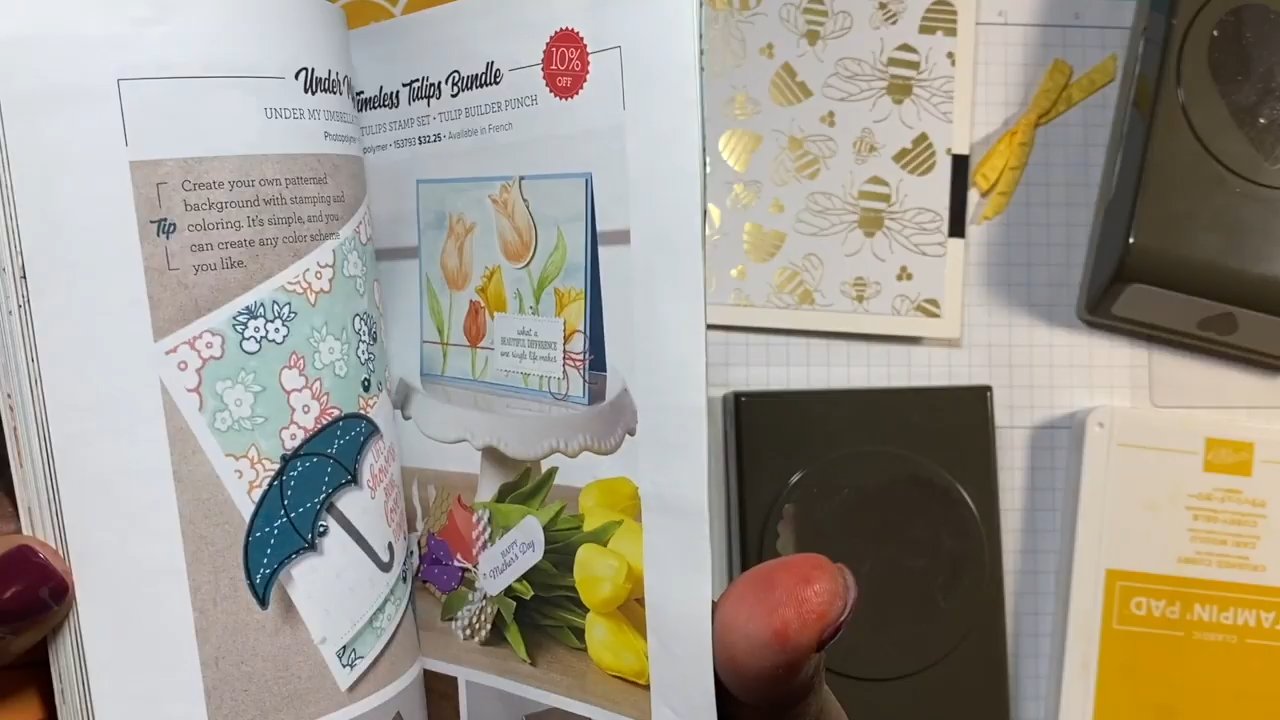 Under
UNDER MY UMBRELLA
Tip
Create your own patterned
background with stamping and
coloring. It's simple, and you
can create any color scheme
you like.
Timeless Tulips Bundle
TULIPS STAMP SET • TULIP BUILDER PUNCH
153793 $32.25 • Available in French
10%
OFF
what a
BEAUTIFUL DIFFERENCE
one single life makes
HAPPY
Mother's Day
CRUSHED CURRY
STAMPIN' PAD
CLASSIC